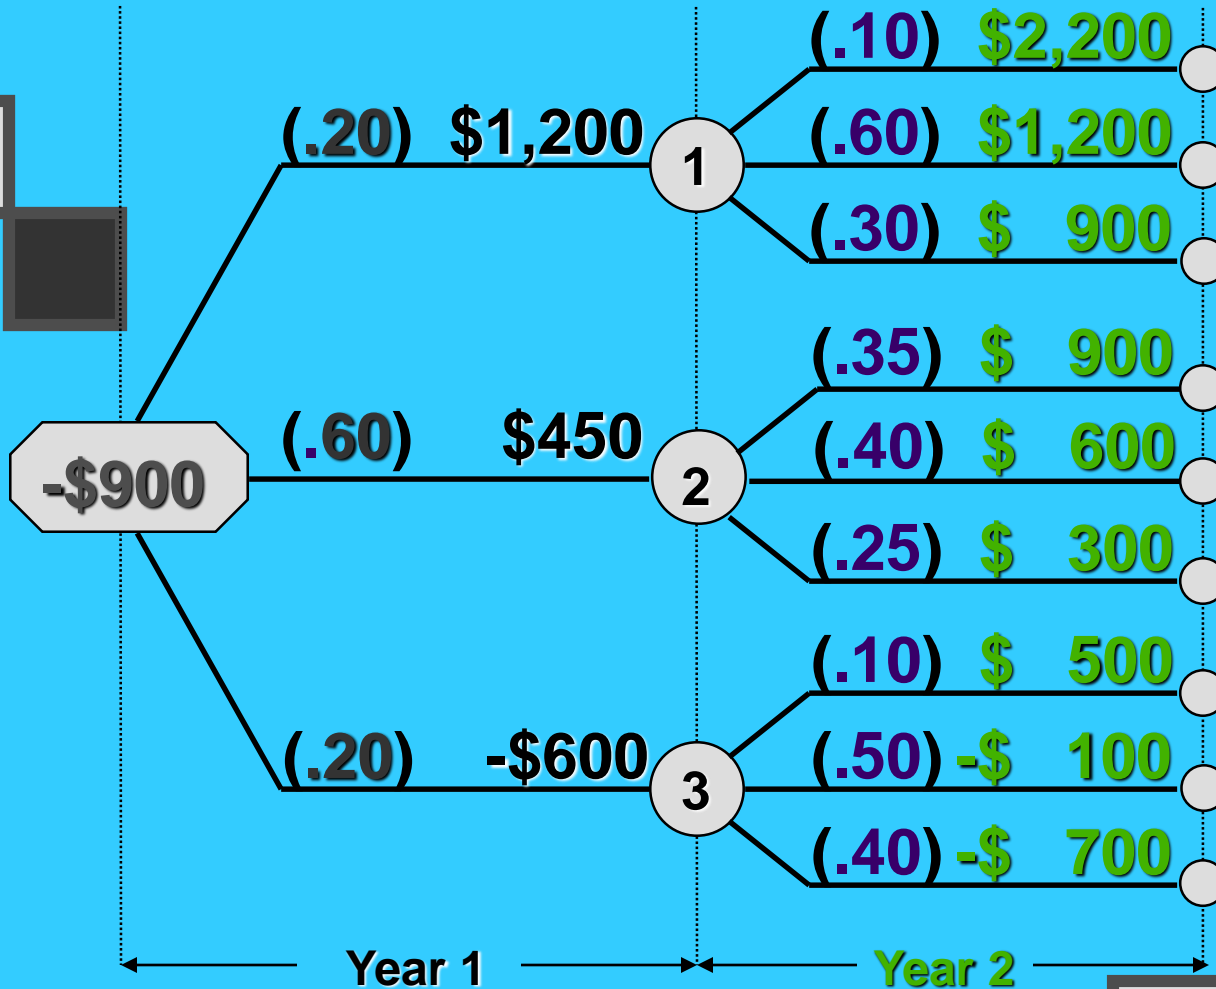 (.10) $2,200
(.20) $1,200
1
(.60) $1,200
(.30) $ 900
(.35) $ 900
-$900
(.60) $450
2
(.40) $ 600
(.25) $ 300
(.10) $ 500
(.20) -$600
3
(.50) -$ 100
(.40) -$ 700
Year 1
Year 2